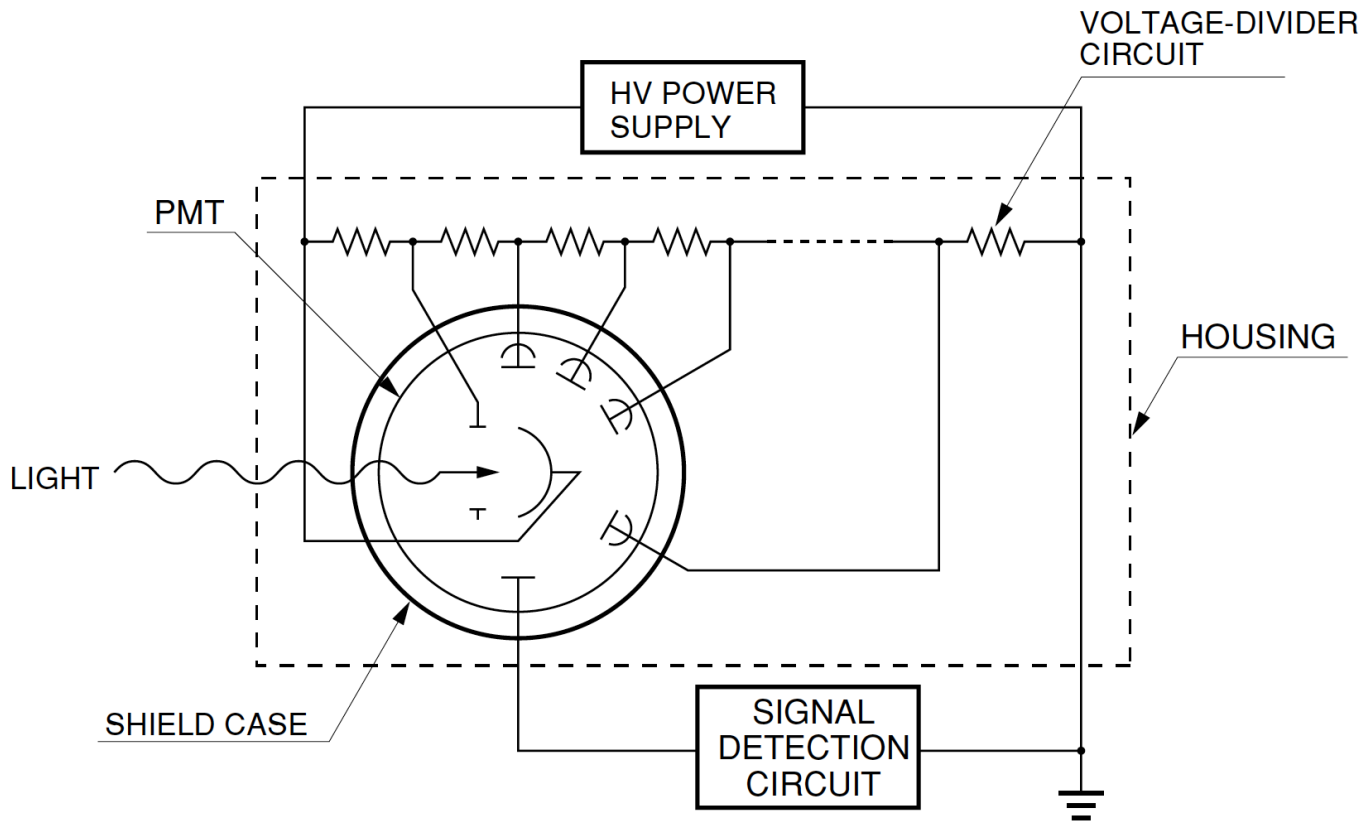 VOLTAGE-DIVIDER
CIRCUIT
HV POWER
SUPPLY
PMT
HOUSING
LIGHT
SHIELD CASE
SIGNAL
DETECTION
CIRCUIT